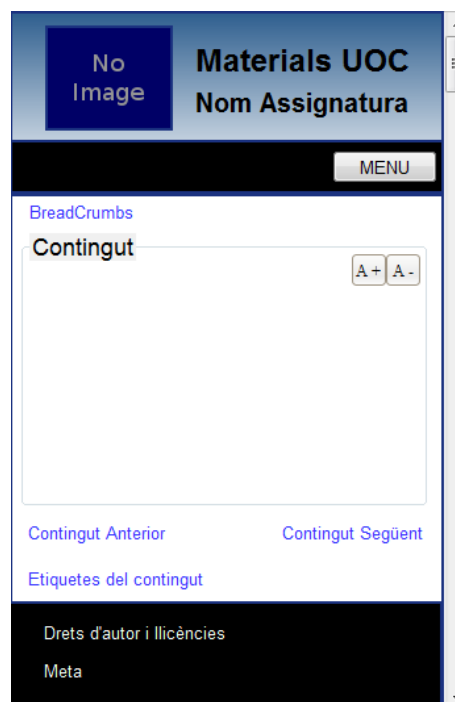 No
Image
Materials UOC
Nom Assignatura
MENU
BreadCrumbs
Contingut
A +
A -
Contingut Anterior
Contingut Següent
Etiquetes del contingut
Drets d'autor i llicències
Meta